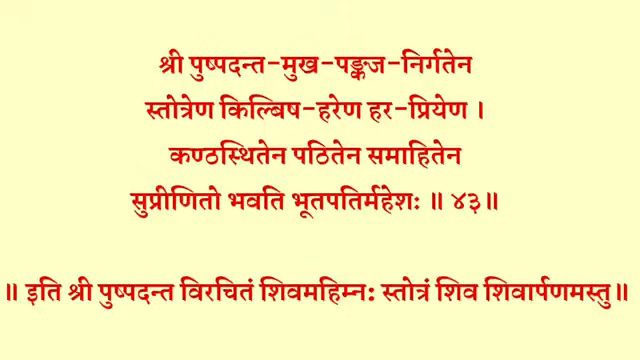 श्री पुष्पदन्त-मुख-पङ्कज-निर्गतेन
स्तोत्रेण किल्बिष-हरेण हर-प्रियेण ।
कण्ठस्थितेन पठितेन समाहितेन
सुप्रीणितो भवति भूतपतिर्महेशः ॥ ४३॥
॥ इति श्री पुष्पदन्त विरचितं शिवमहिम्न: स्तोत्रं शिव शिवार्पणमस्तु॥